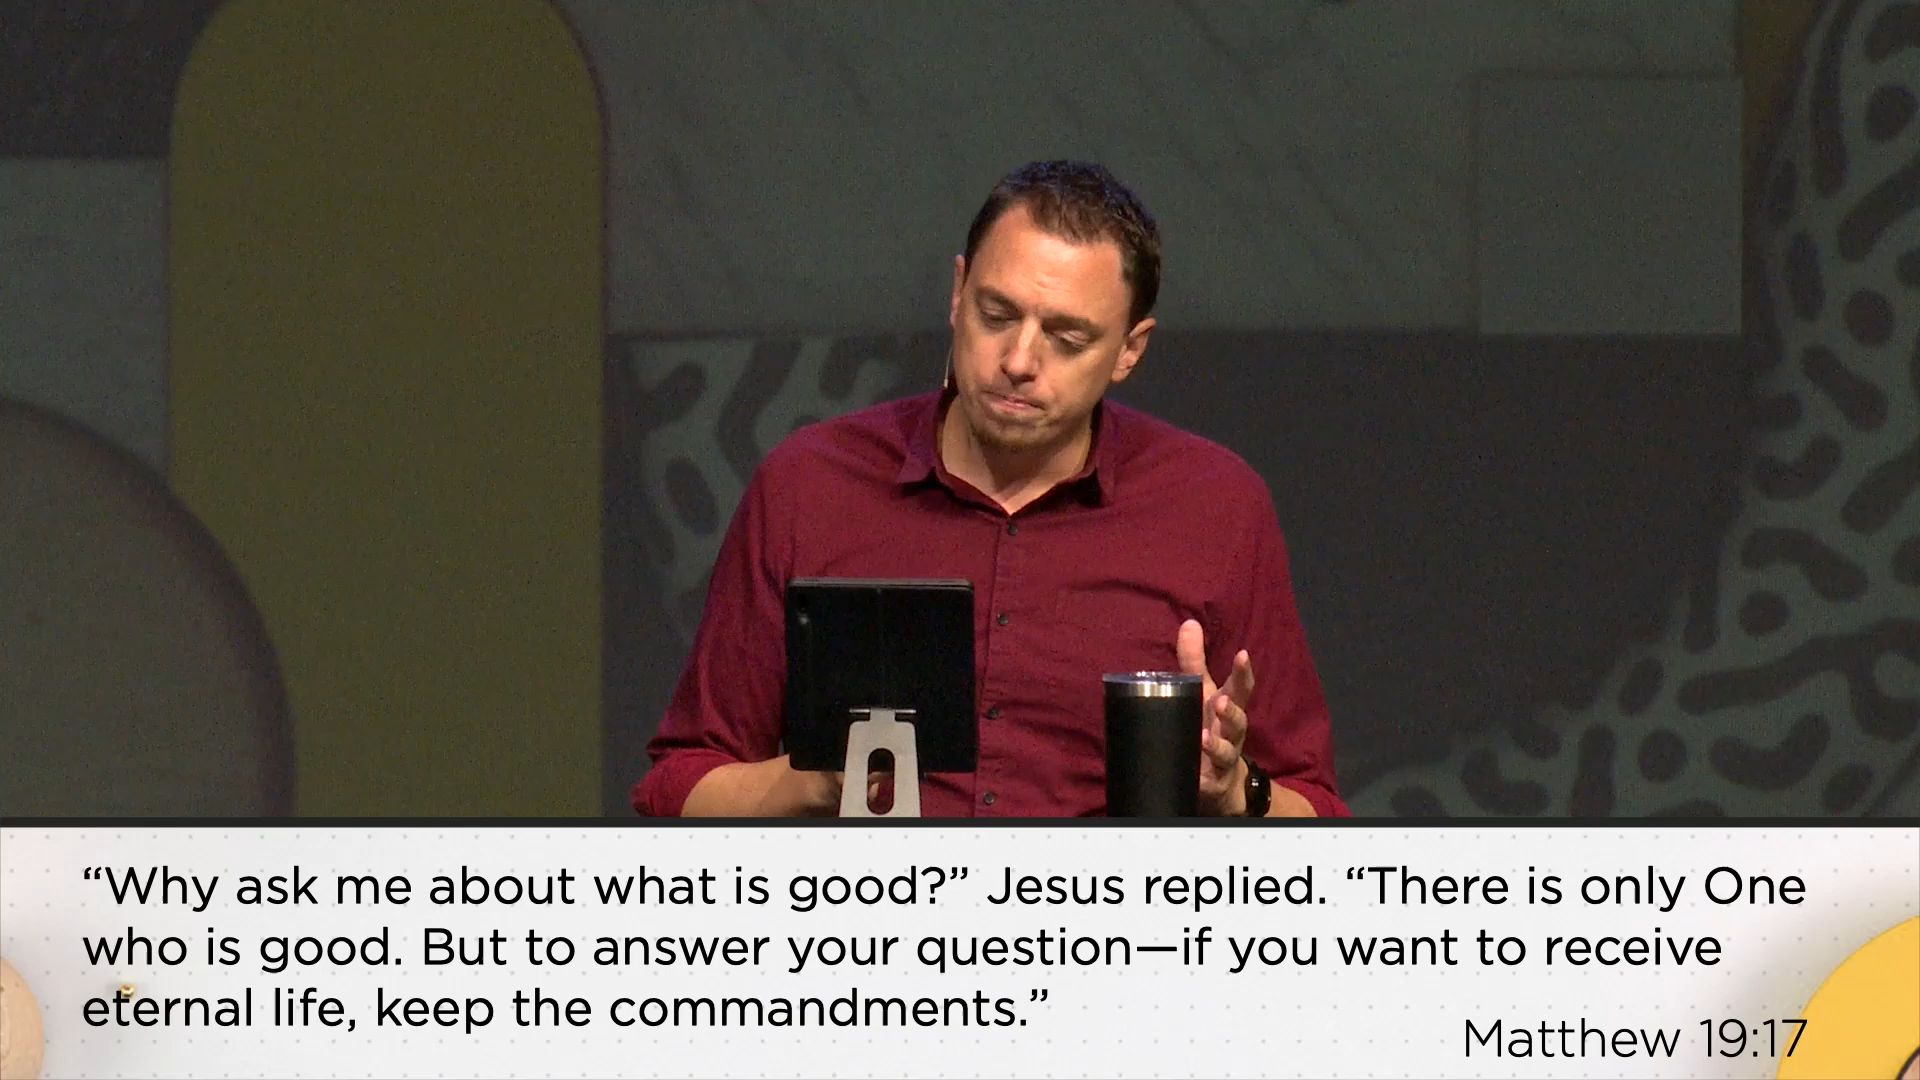 “Why ask me about what is good?” Jesus replied. “There is only One
who is good. But to answer your question—if you want to receive
eternal life, keep the commandments.”
Matthew 19:17